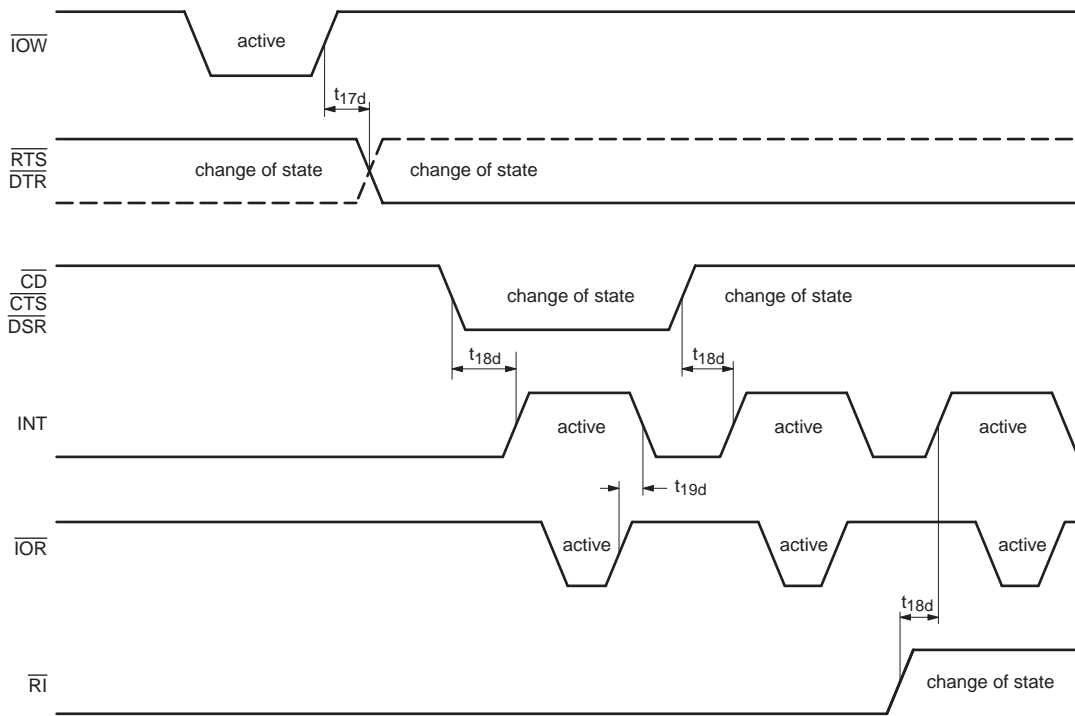 IOW
active
t17d
RTS
DTR
change of state
change of state
CD
CTS
DSR
change of state
change of state
t18d
t18d
INT
active
active
active
t19d
IOR
active
active
active
t18d
RI
change of state